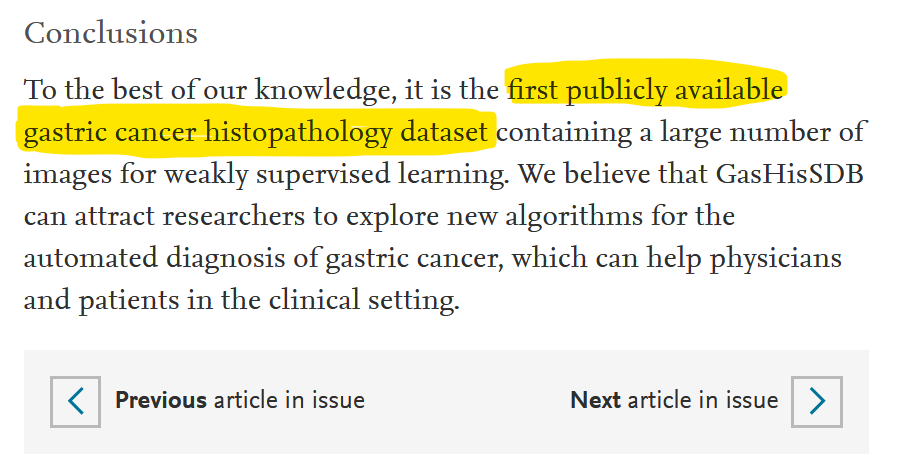 Conclusions
To the best of our knowledge, it is the first publicly available
gastric cancer histopathology dataset containing a large number of
images for weakly supervised learning. We believe that GasHisSDB
can attract researchers to explore new algorithms for the
automated diagnosis of gastric cancer, which can help physicians
and patients in the clinical setting.
Previous article in issue
Next article in issue